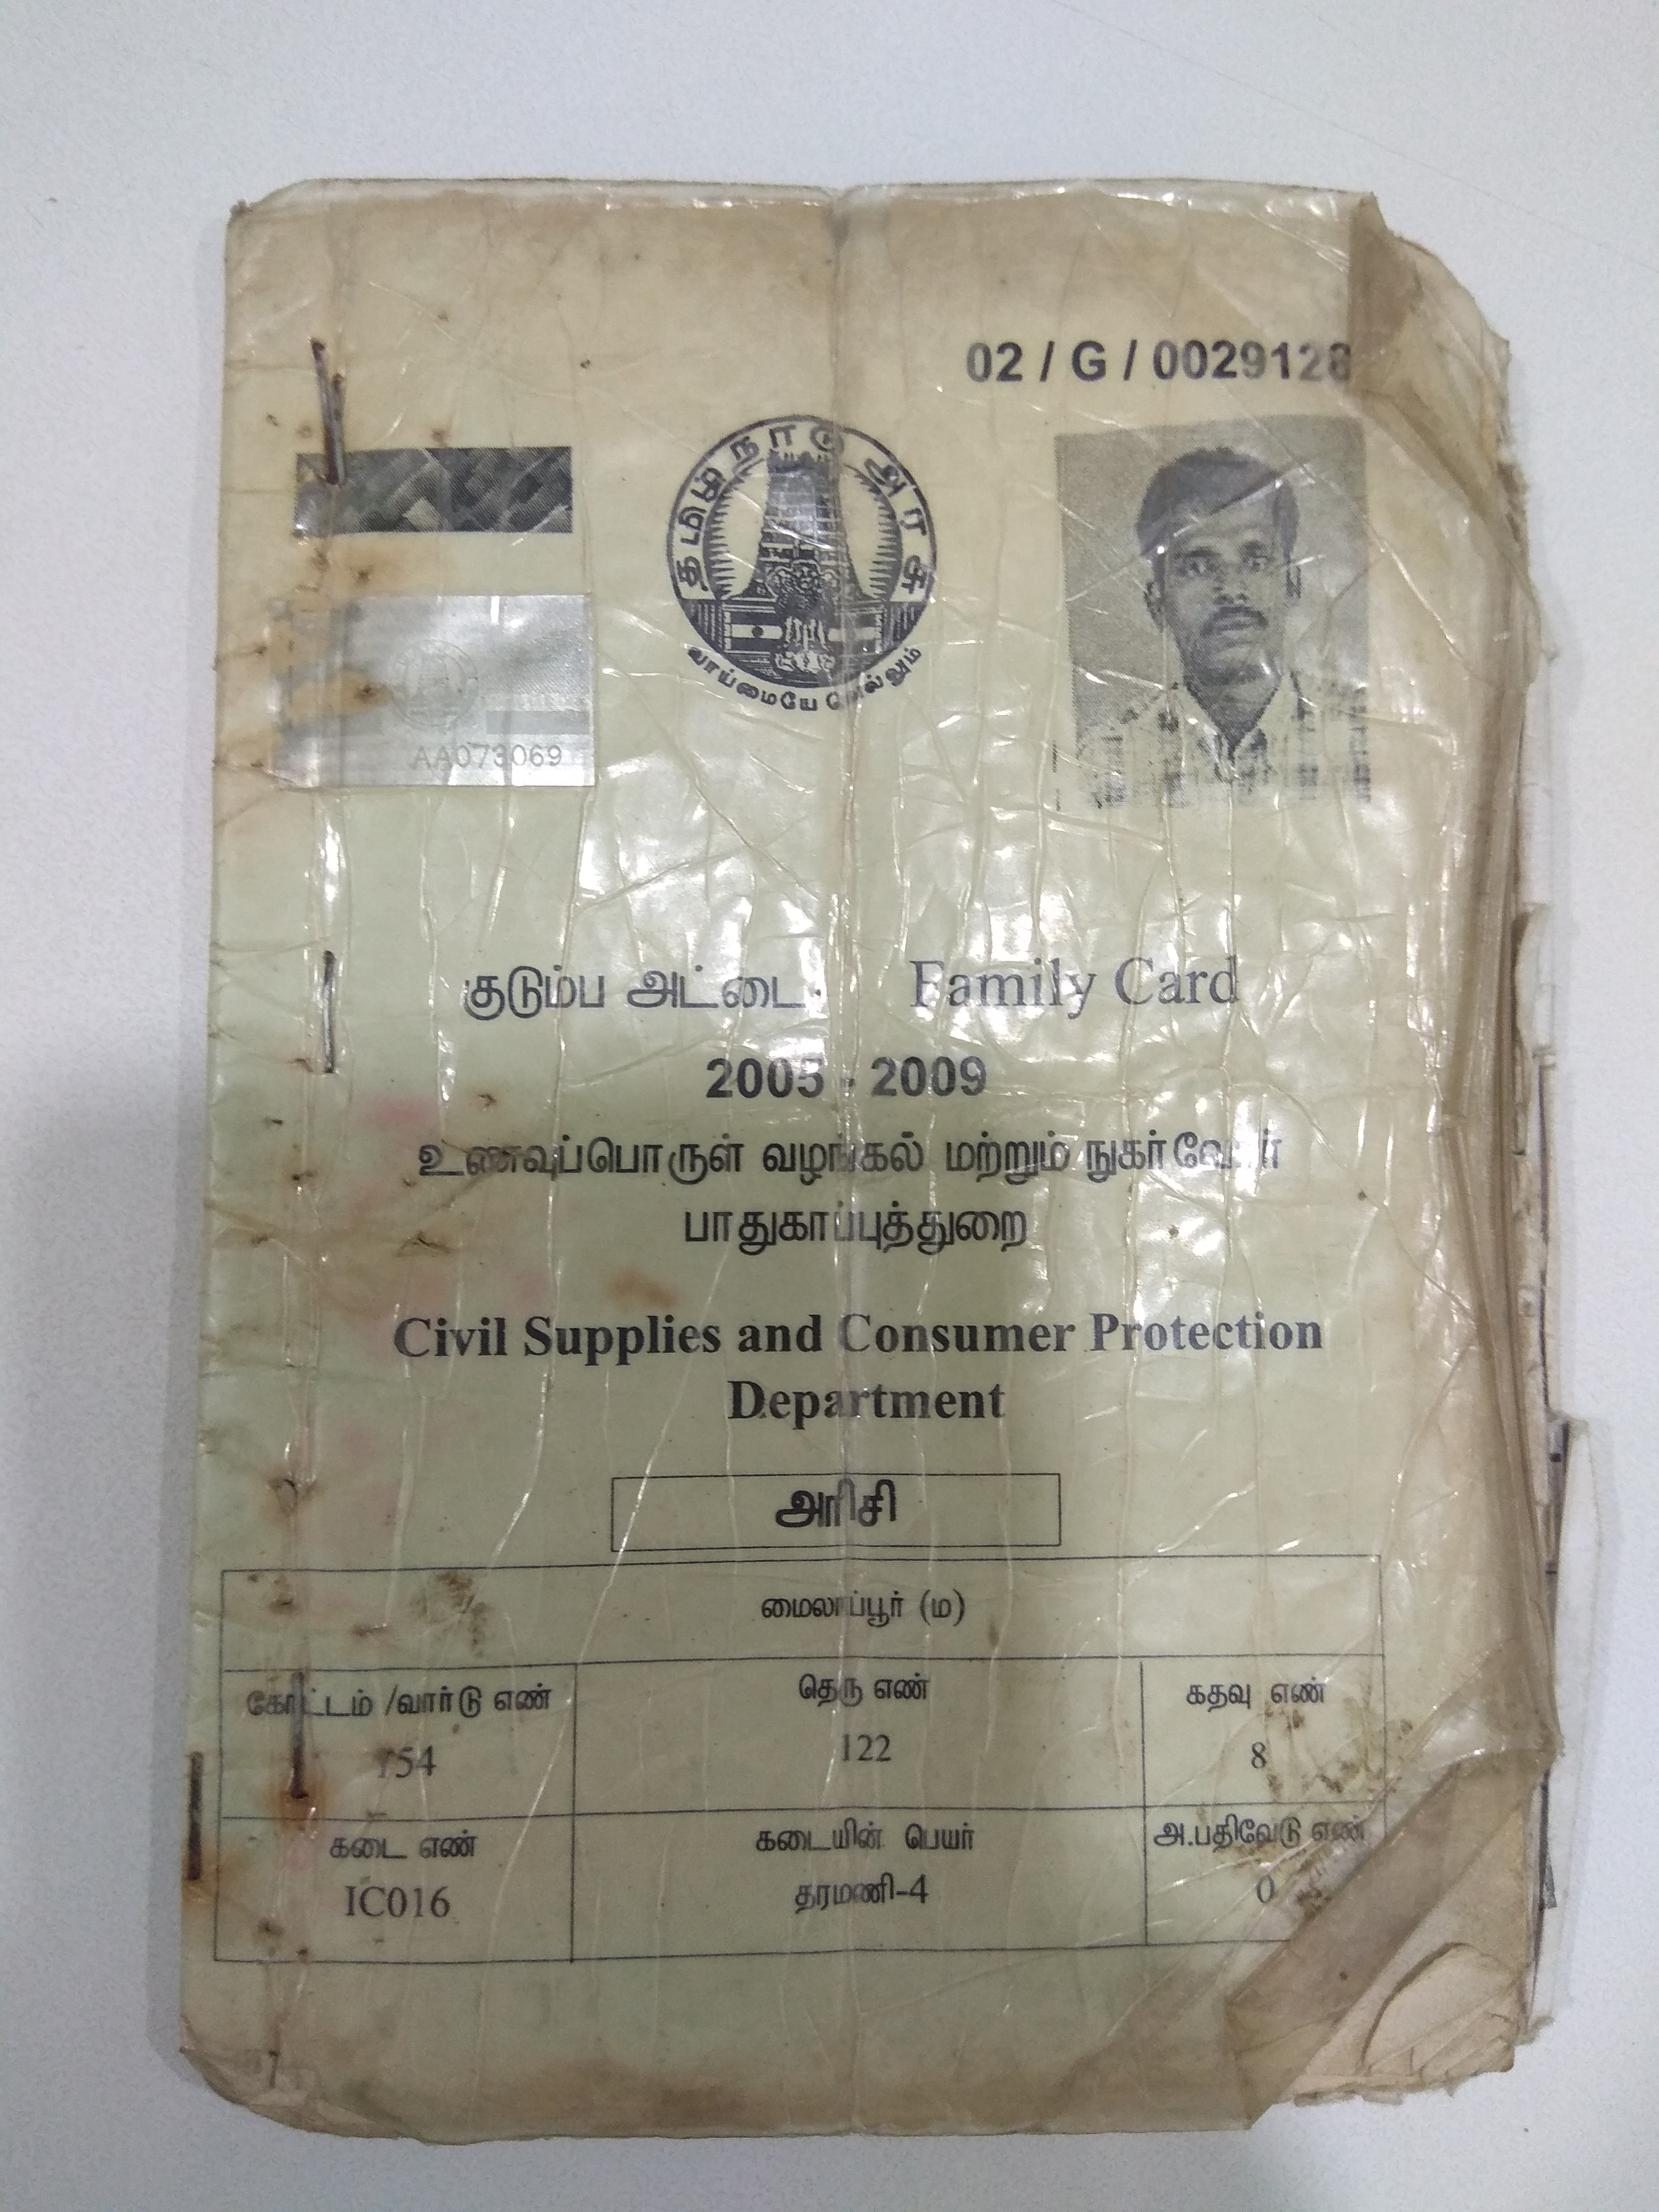 02 / G / 0029128
தமிழ்நாடு அரசு
வாய்மையே வெல்லும்
AA073069
குடும்ப அட்டை Family Card
2005 - 2009
உணவுப்பொருள் வழங்கல் மற்றும் நுகர்வோர்
பாதுகாப்புத்துறை
Civil Supplies and Consumer Protection
Department
அரிசி
மைலாப்பூர் (ம)
கோட்டம் /வார்டு எண் தெரு எண் கதவு எண்
154 122 8
கடை எண் கடையின் பெயர் அ.பதிவேடு எண்
IC016 தரமணி-4 0